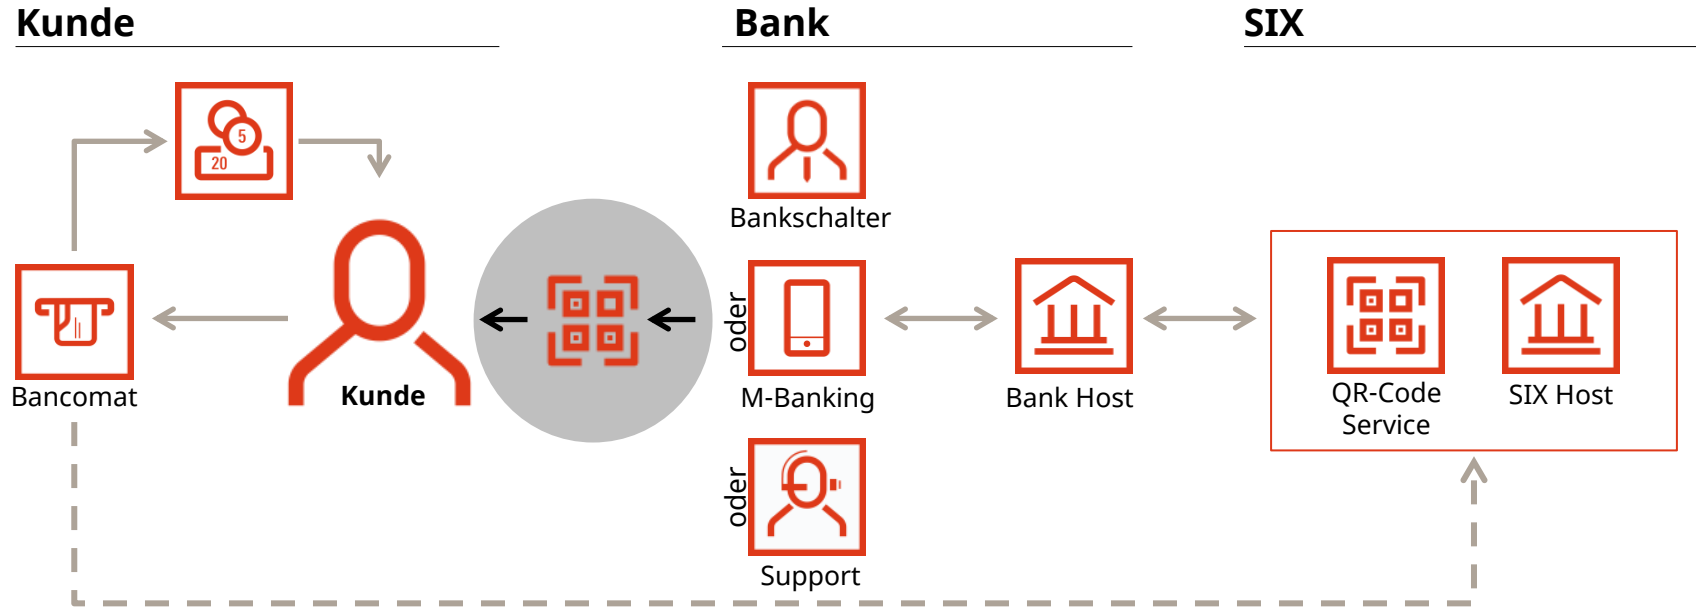 Kunde
Bank
SIX
5
20
Bankschalter
oder
Bancomat
Kunde
M-Banking
Bank Host
QR-Code
Service
SIX Host
oder
Support